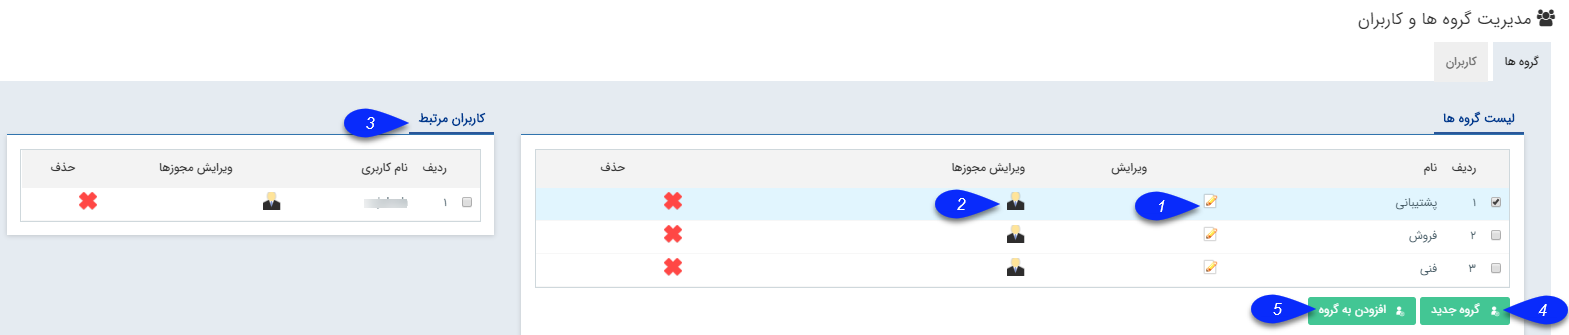 مدیریت گروه ها و کاربران
گروه ها
کاربران
لیست گروه ها
ردیف نام ویرایش ویرایش مجوزها حذف
۱ پشتیبانی 1 2
۲ فروش
۳ فنی
گروه جدید 4
افزودن به گروه 5
کاربران مرتبط 3
ردیف نام کاربری ویرایش مجوزها حذف
۱